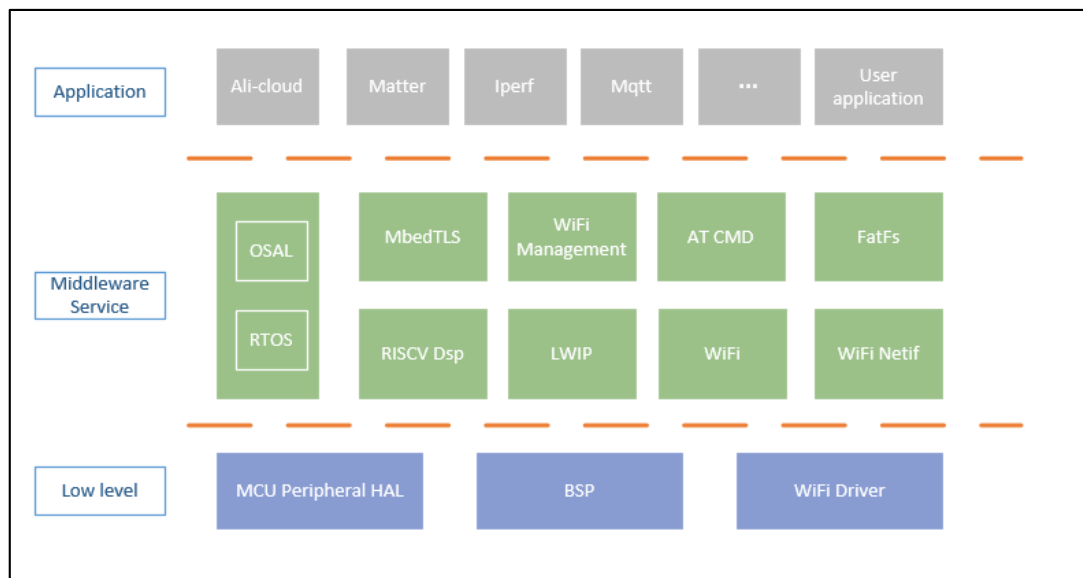 Application
Ali-cloud
Matter
Iperf
Mqtt
...
User
application
Middleware
Service
OSAL
RTOS
MbedTLS
WiFi
Management
AT CMD
FatFs
RISCV Dsp
LWIP
WiFi
WiFi Netif
Low level
MCU Peripheral HAL
BSP
WiFi Driver